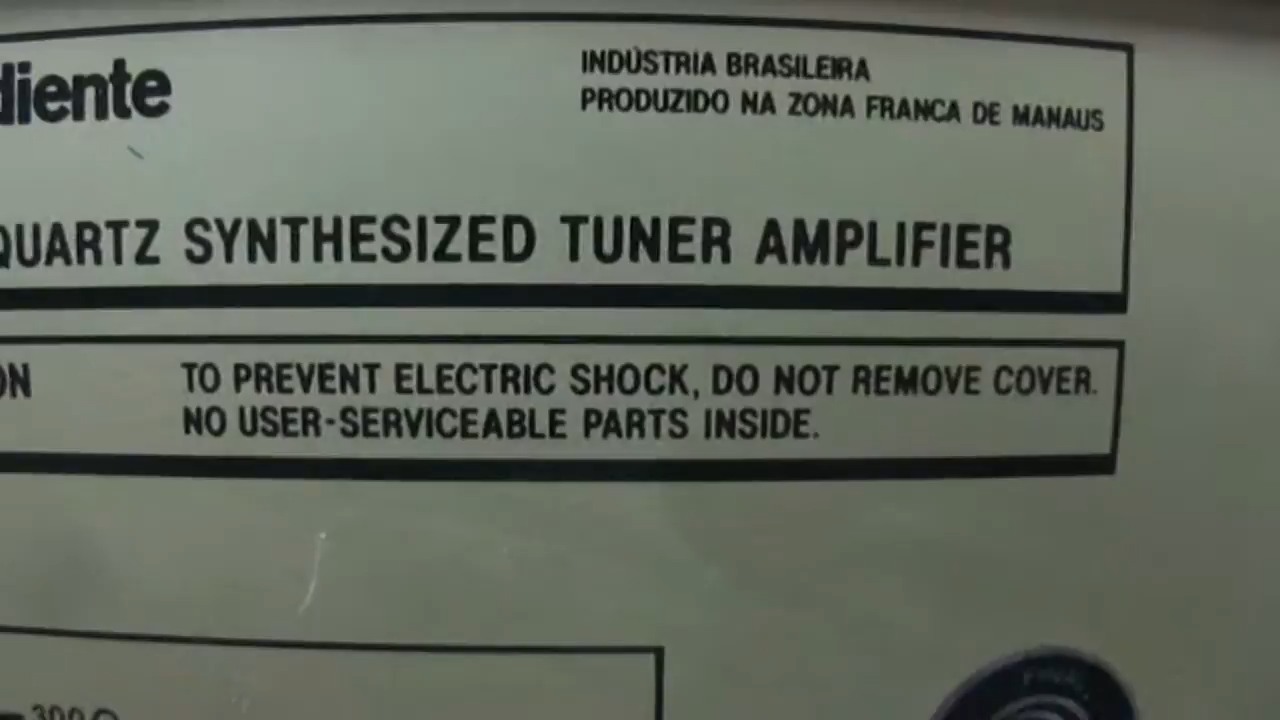 diente
INDÚSTRIA BRASILEIRA
PRODUZIDO NA ZONA FRANCA DE MANAUS
QUARTZ SYNTHESIZED TUNER AMPLIFIER
ON
TO PREVENT ELECTRIC SHOCK, DO NOT REMOVE COVER.
NO USER-SERVICEABLE PARTS INSIDE.
300Ω